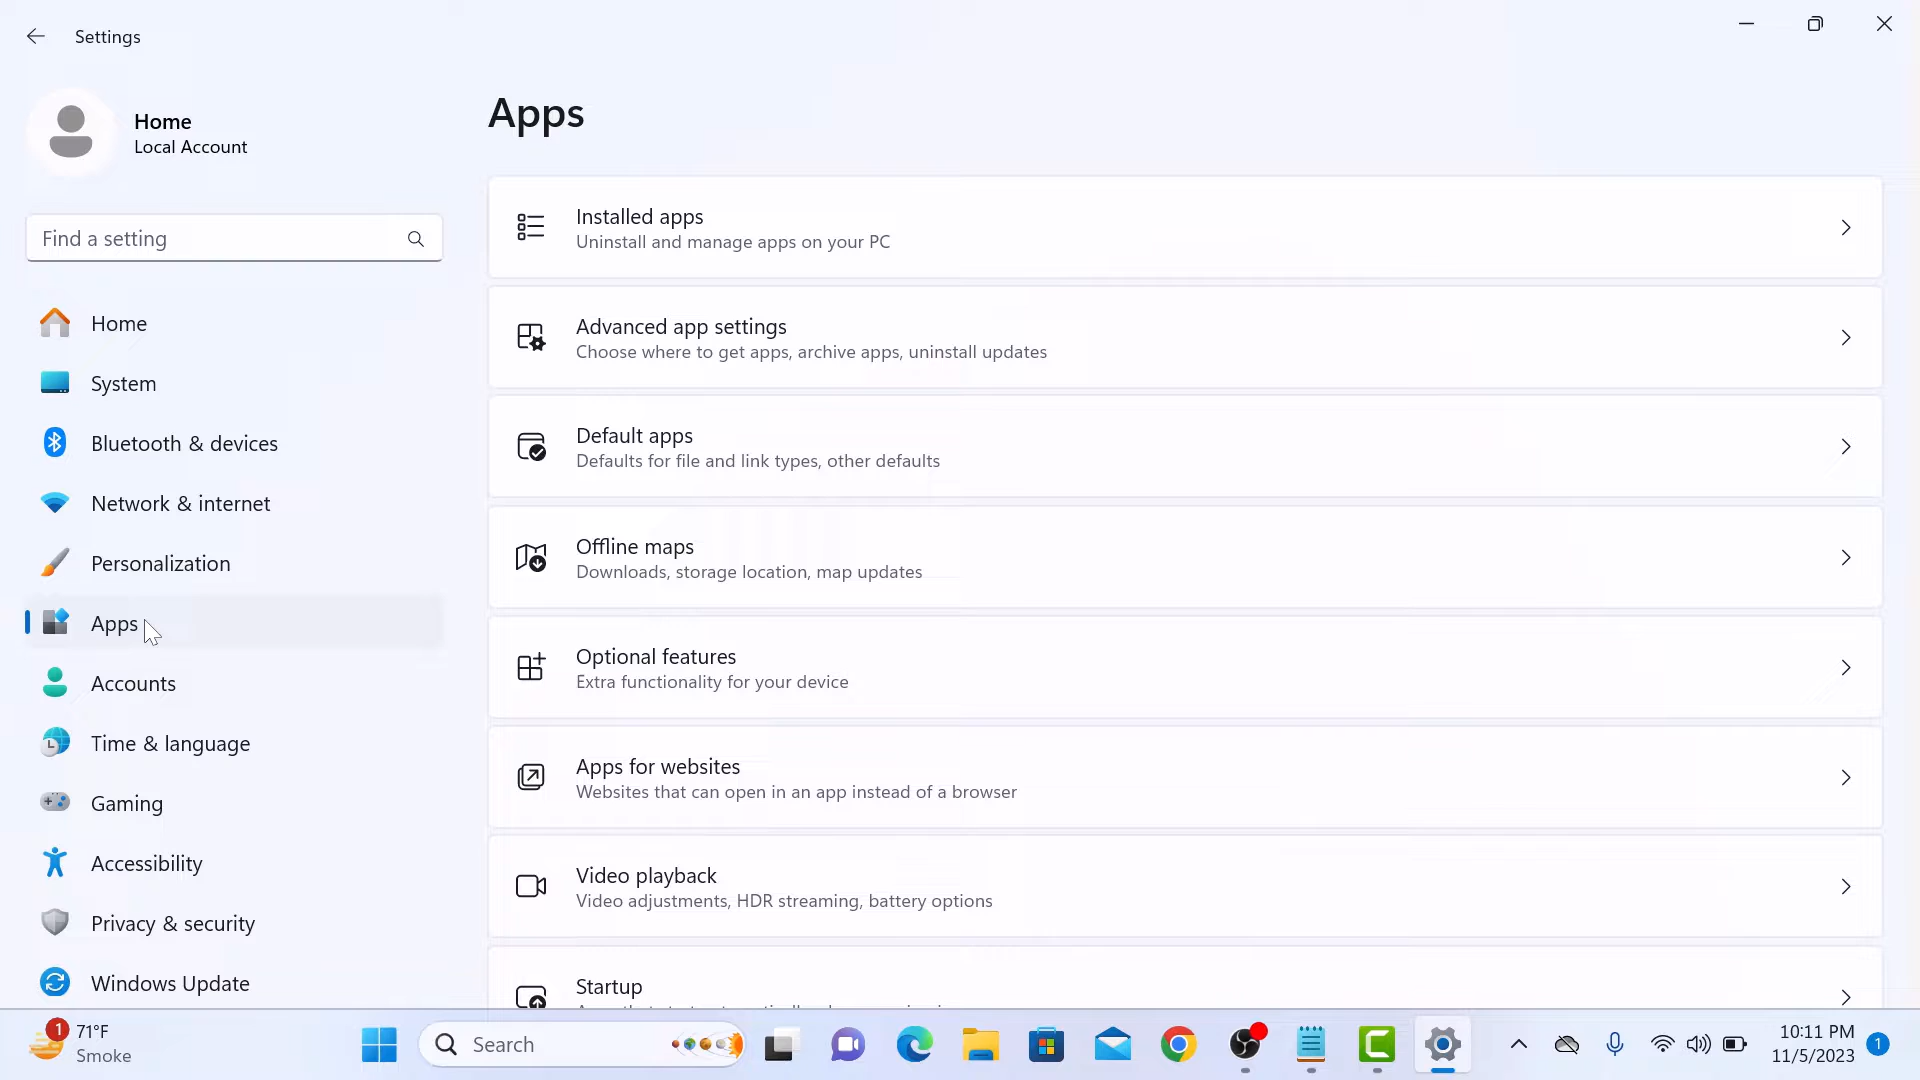 Settings
Home
Local Account
Find a setting
Home
System
Bluetooth & devices
Network & internet
Personalization
Apps
Accounts
Time & language
Gaming
Accessibility
Privacy & security
Windows Update
Apps
Installed apps
Uninstall and manage apps on your PC
Advanced app settings
Choose where to get apps, archive apps, uninstall updates
Default apps
Defaults for file and link types, other defaults
Offline maps
Downloads, storage location, map updates
Optional features
Extra functionality for your device
Apps for websites
Websites that can open in an app instead of a browser
Video playback
Video adjustments, HDR streaming, battery options
Startup
1
71°F
Smoke
Search
10:11 PM
11/5/2023
1